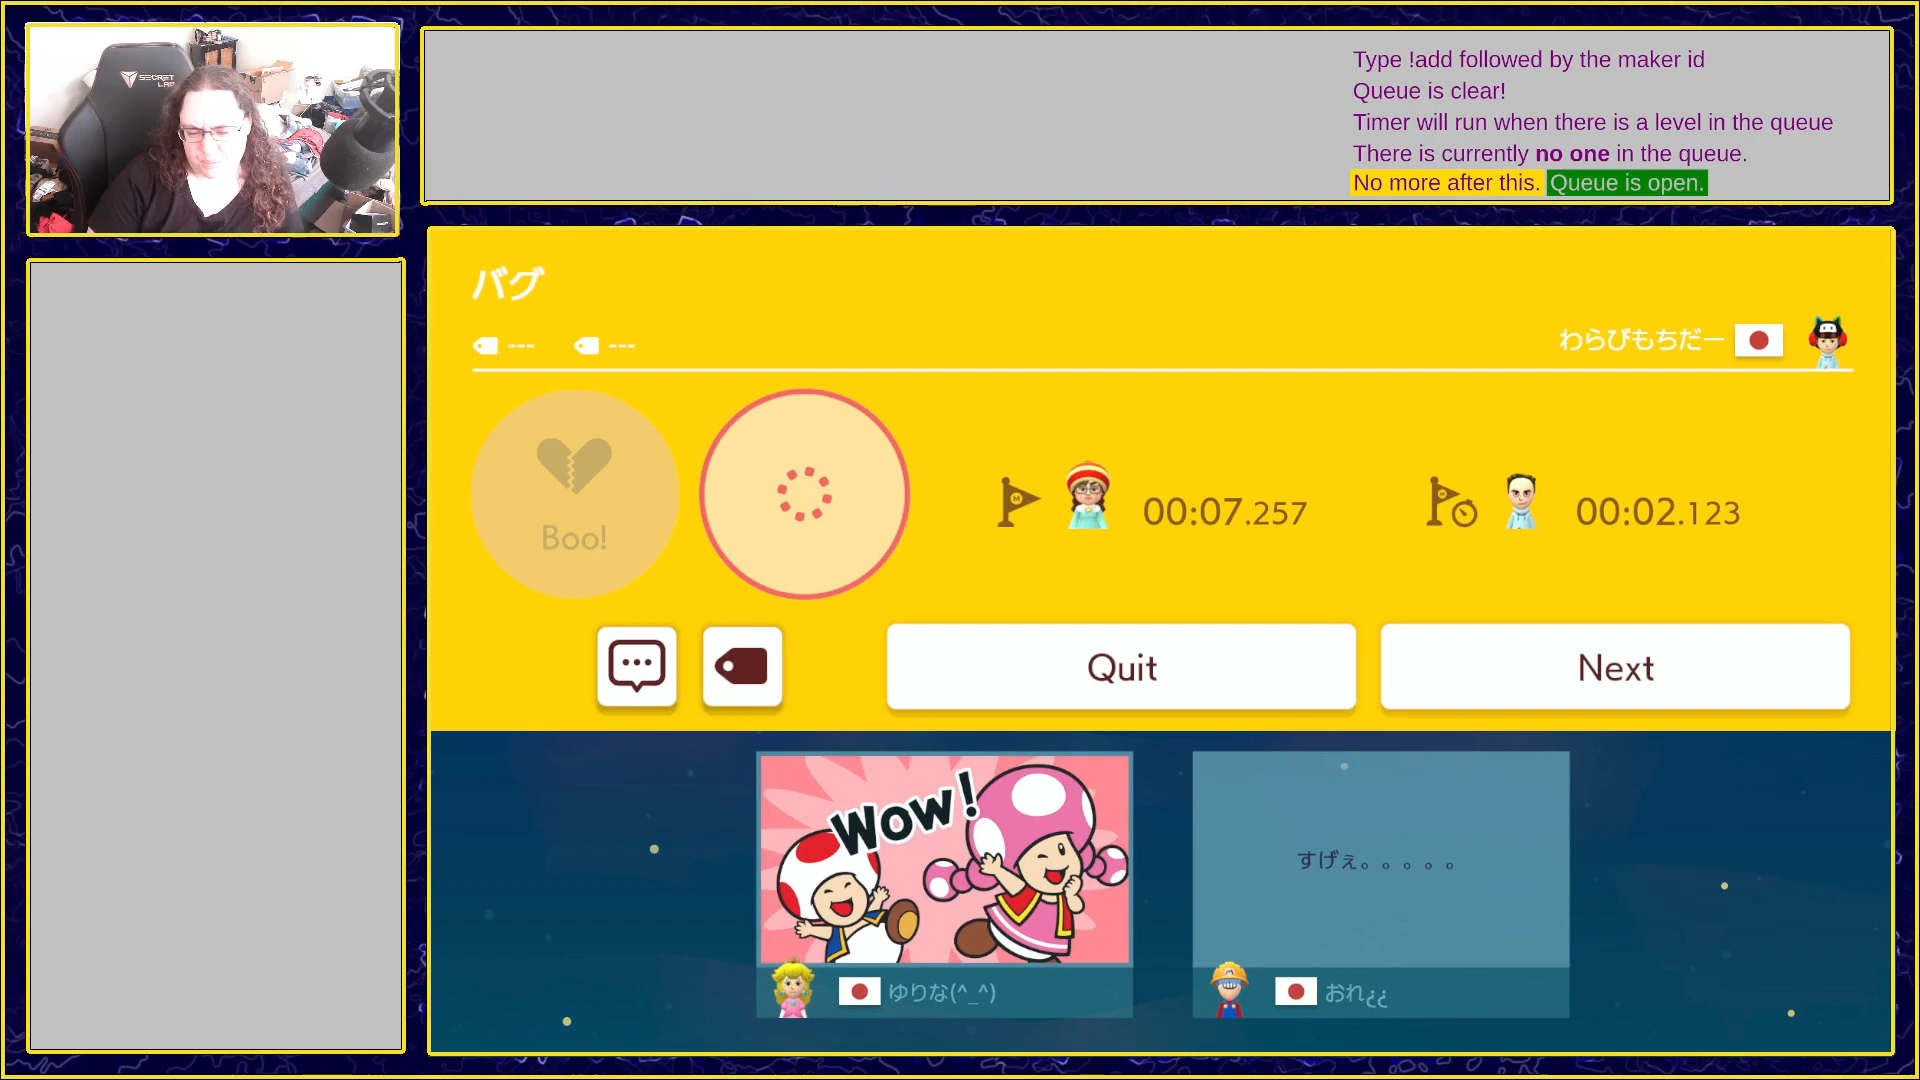 SECRET
LAB
Type !add followed by the maker id
Queue is clear!
Timer will run when there is a level in the queue
There is currently no one in the queue.
No more after this. Queue is open.
バグ
--- ---
わらびもちだー
Boo!
M
00:07.257
M
00:02.123
Quit
Next
Wow!
すげぇ。。。。。
M
ゆりな(^_^)
おれ¿¿